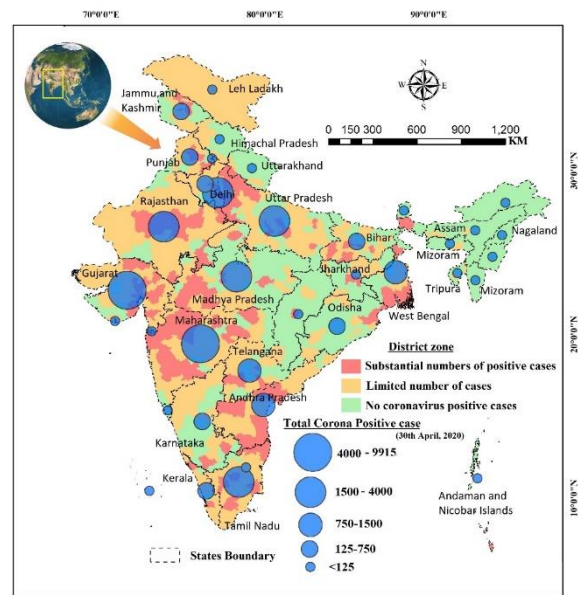 70°0'0"E 80°0'0"E 90°0'0"E
N
W E
S
0 150 300 600 900 1,200
KM
Leh Ladakh
Jammu,and
Kashmir
Himachal Pradesh
Punjab
Uttarakhand
Delhi
Rajasthan
Uttar Pradesh
Assam
Nagaland
Bihar
Mizoram
Gujarat
Jharkhand
Tripura
Mizoram
Madhya Pradesh
West Bengal
Odisha
Maharashtra
Telangana
Andhra Pradesh
Karnataka
Kerala
Tamil Nadu
Andaman and
Nicobar Islands
30°0'0"N
20°0'0"N
10°0'0"N
District zone
Substantial numbers of positive cases
Limited number of cases
No coronavirus positive cases
Total Corona Positive case
(30th April, 2020)
4000 - 9915
1500 - 4000
750-1500
125-750
<125
States Boundary